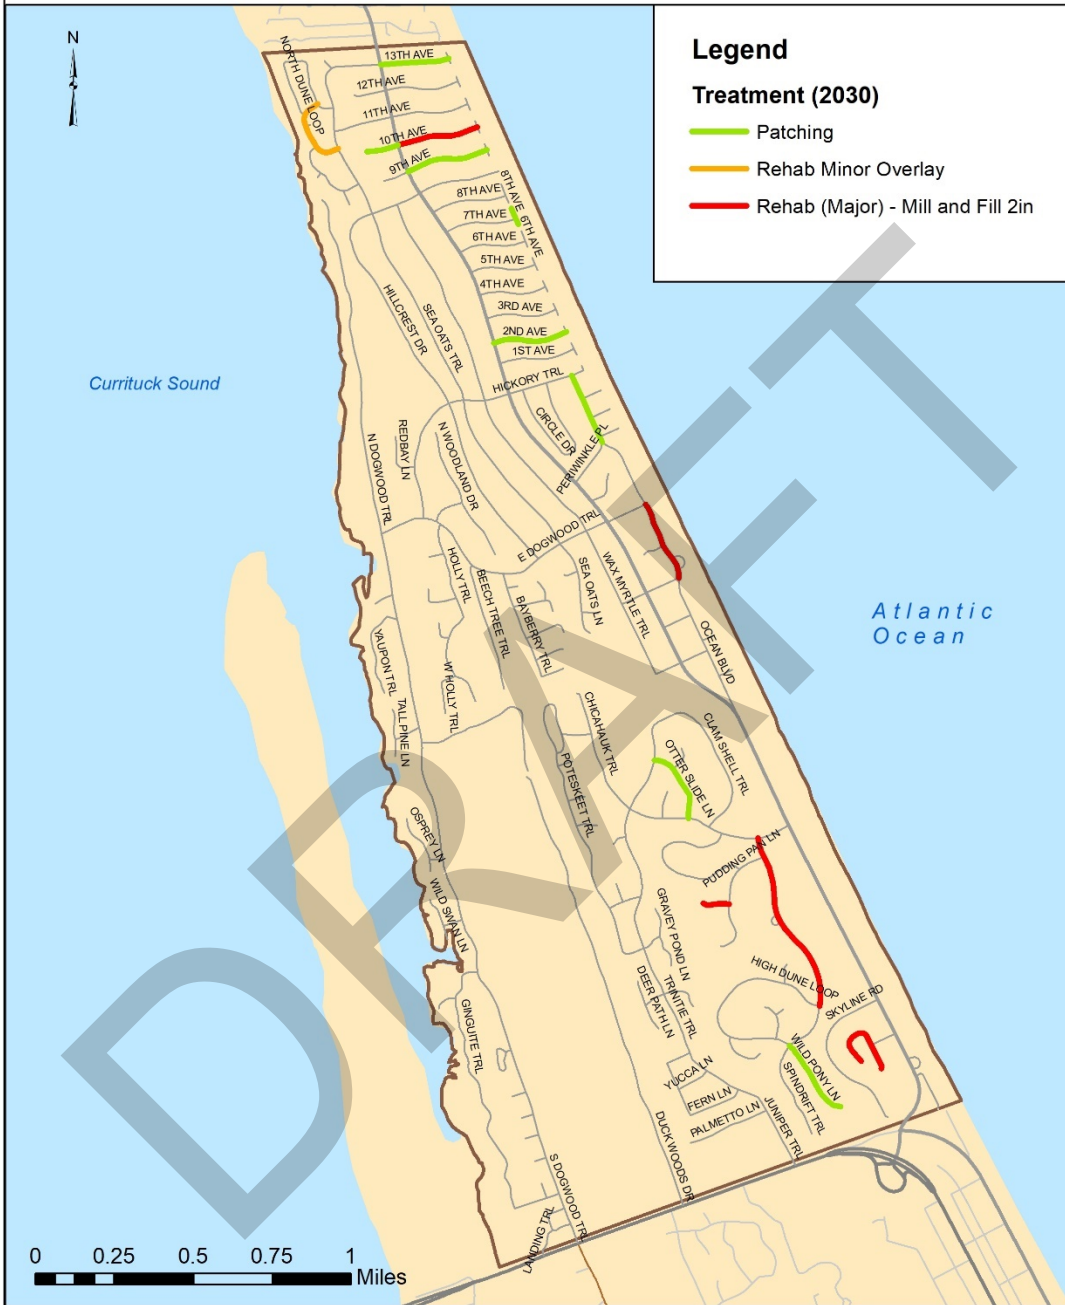 N
Legend
Treatment (2030)
Patching
Rehab Minor Overlay
Rehab (Major) - Mill and Fill 2in
NORTH DUNE LOOP
13TH AVE
12TH AVE
11TH AVE
10TH AVE
9TH AVE
8TH AVE
8TH AVE
7TH AVE
6TH AVE
6TH AVE
5TH AVE
4TH AVE
3RD AVE
2ND AVE
1ST AVE
HILLCREST DR
SEA OATS TRL
HICKORY TRL
Currituck Sound
CIRCLE DR
PERIWINKLE PL
REDBAY LN
N WOODLAND DR
N DOGWOOD TRL
E DOGWOOD TRL
HOLLY TRL
BEECH TREE TRL
BAYBERRY TRL
SEA OATS LN
WAX MYRTLE TRL
OCEAN BLVD
Atlantic
Ocean
YAUPON TRL
W HOLLY TRL
TALL PINE LN
CHICAHAUK TRL
CLAM SHELL TRL
OTTER SLIDE LN
POTESKEET TRL
OSPREY LN
PUDDING PAN LN
WILD SWAN LN
GRAVEY POND LN
HIGH DUNE LOOP
SKYLINE RD
DEER PATH LN
TRINITIE TRL
GINGUITE TRL
WILD PONY LN
SPINDRIFT TRL
YUCCA LN
FERN LN
PALMETTO LN
JUNIPER TRL
DUCK WOODS DR
S DOGWOOD TRL
LANDING TRL
0 0.25 0.5 0.75 1
Miles
DRAFT